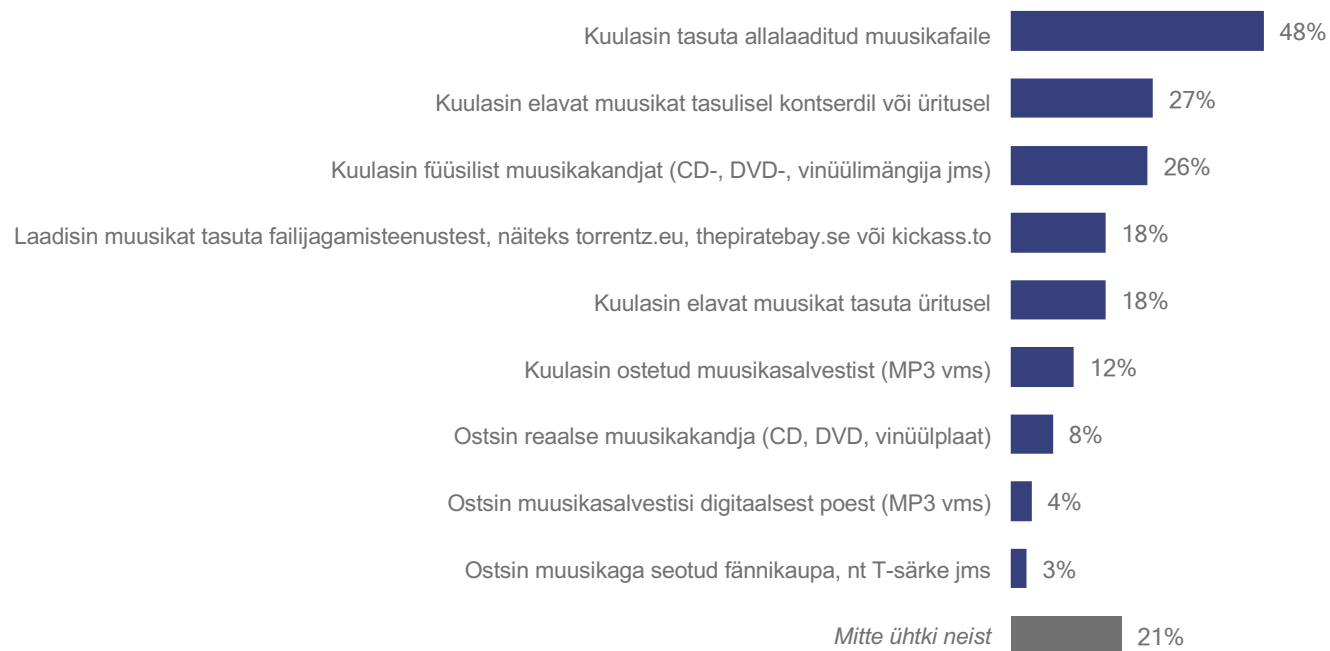 Kuulasin tasuta allalaaditud muusikafaile 48%
Kuulasin elavat muusikat tasulisel kontserdil või üritusel 27%
Kuulasin füüsilist muusikakandjat (CD-, DVD-, vinüülimängija jms) 26%
Laadisin muusikat tasuta failijagamisteenustest, näiteks torrentz.eu, thepiratebay.se või kickass.to 18%
Kuulasin elavat muusikat tasuta üritusel 18%
Kuulasin ostetud muusikasalvestist (MP3 vms) 12%
Ostsin reaalse muusikakandja (CD, DVD, vinüülplaat) 8%
Ostsin muusikasalvestisi digitaalsest poest (MP3 vms) 4%
Ostsin muusikaga seotud fännikaupa, nt T-särke jms 3%
Mitte ühtki neist 21%